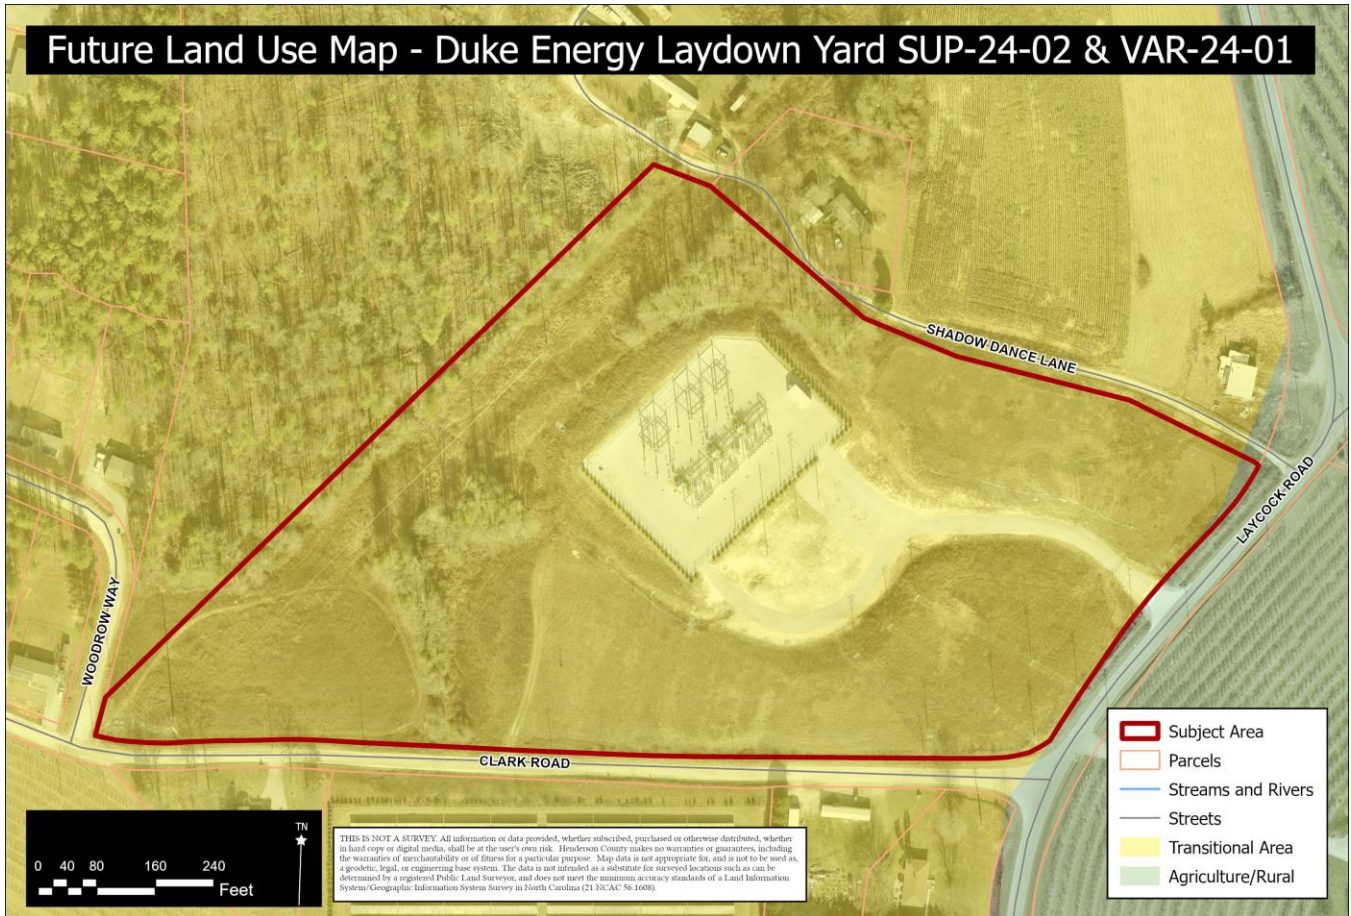 Future Land Use Map - Duke Energy Laydown Yard SUP-24-02 & VAR-24-01
SHADOW DANCE LANE
LAYCOCK ROAD
WOODROW WAY
CLARK ROAD
Subject Area
Parcels
Streams and Rivers
Streets
Transitional Area
Agriculture/Rural
TN
0 40 80 160 240
Feet
THIS IS NOT A SURVEY. All information or data provided, whether subscribed, purchased or otherwise distributed, whether
in hard copy or digital media, shall be at the user's own risk. Henderson County makes no warranties or guarantees, including
the warranties of merchantability or of fitness for a particular purpose. Map data is not appropriate for, and is not to be used as,
a geodetic, legal, or engineering base system. The data is not intended as a substitute for surveyed locations such as can be
determined by a registered Public Land Surveyor, and does not meet the minimum accuracy standards of a Land Information
System/Geographic Information System Survey in North Carolina (21 NCAC 56.1608).